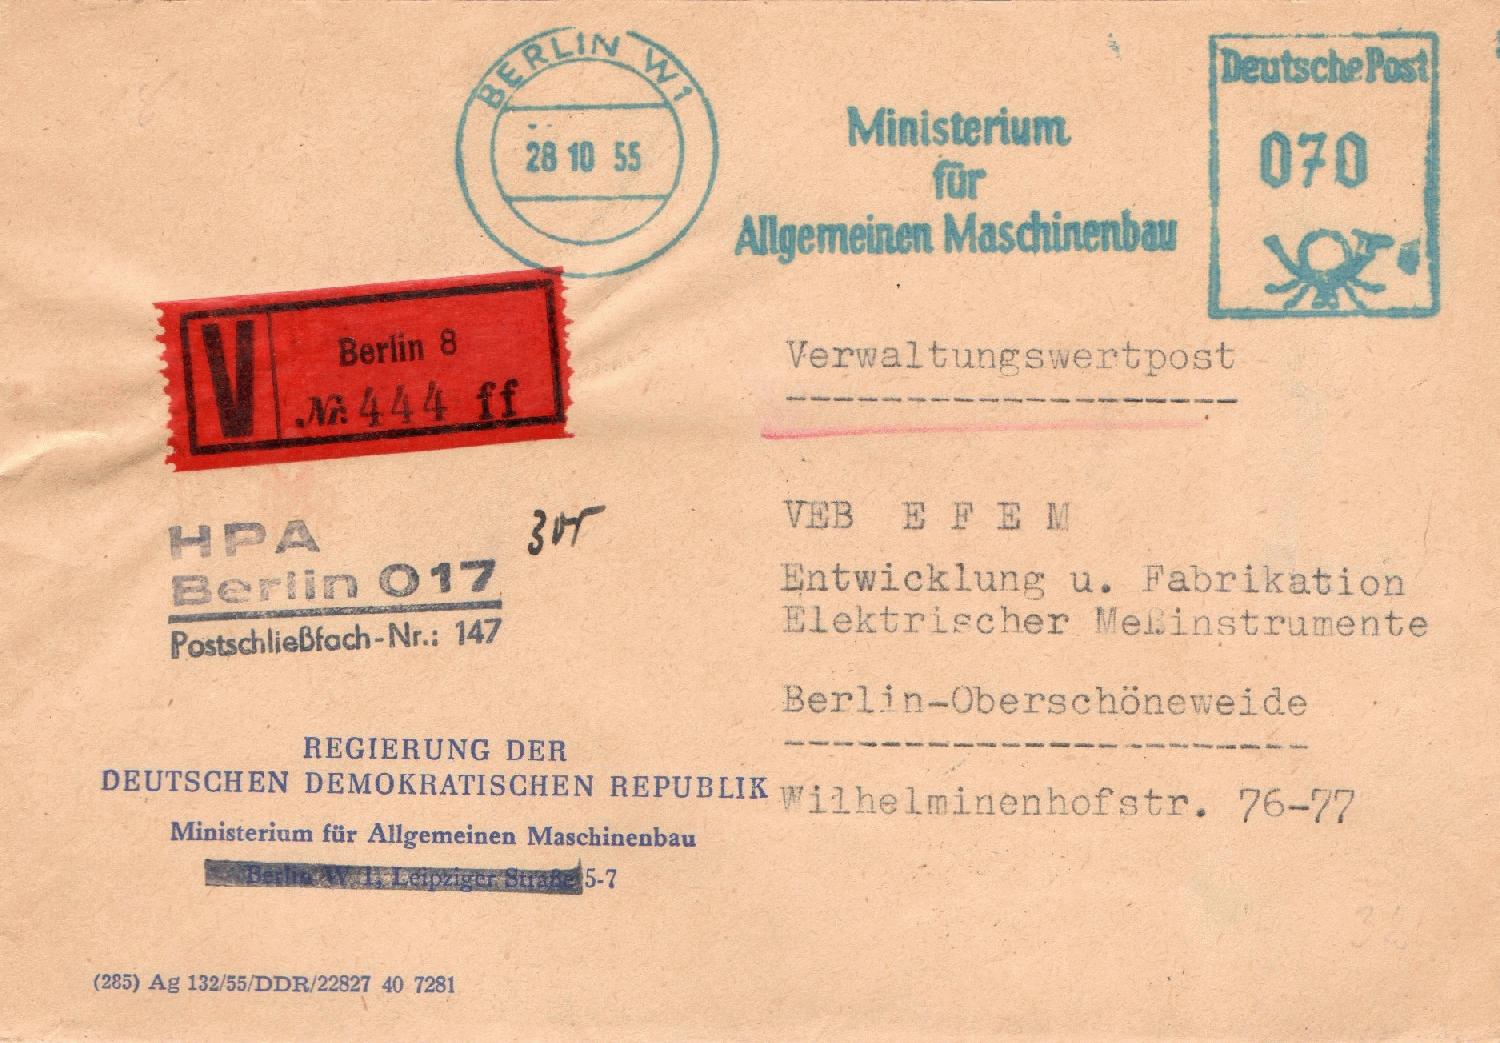 BERLIN W1
28 10 55
Ministerium
für
Allgemeinen Maschinenbau
Deutsche Post
070
V
Berlin 8
Nr. 444 ff
Verwaltungswertpost
HPA
Berlin O 17
Postschließfach-Nr.: 147
VEB E F E M
Entwicklung u. Fabrikation
Elektrischer Meßinstrumente
Berlin-Oberschöneweide
Wilhelminenhofstr. 76-77
REGIERUNG DER
DEUTSCHEN DEMOKRATISCHEN REPUBLIK
Ministerium für Allgemeinen Maschinenbau
Berlin W 1, Leipziger Straße 5-7
(285) Ag 132/55/DDR/22827 40 7281